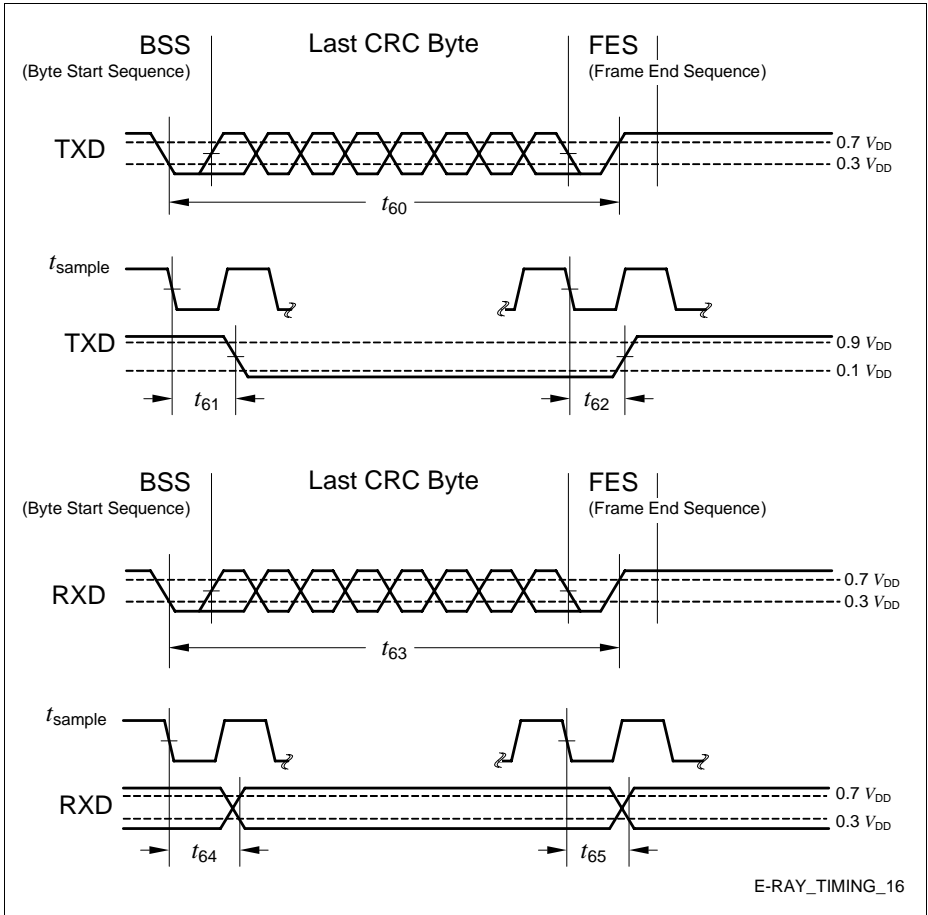 BSS Last CRC Byte FES
(Byte Start Sequence) (Frame End Sequence)
TXD 0.7 VDD
0.3 VDD
t60
tsample
TXD 0.9 VDD
0.1 VDD
t61 t62
BSS Last CRC Byte FES
(Byte Start Sequence) (Frame End Sequence)
RXD 0.7 VDD
0.3 VDD
t63
tsample
RXD 0.7 VDD
0.3 VDD
t64 t65
E-RAY_TIMING_16